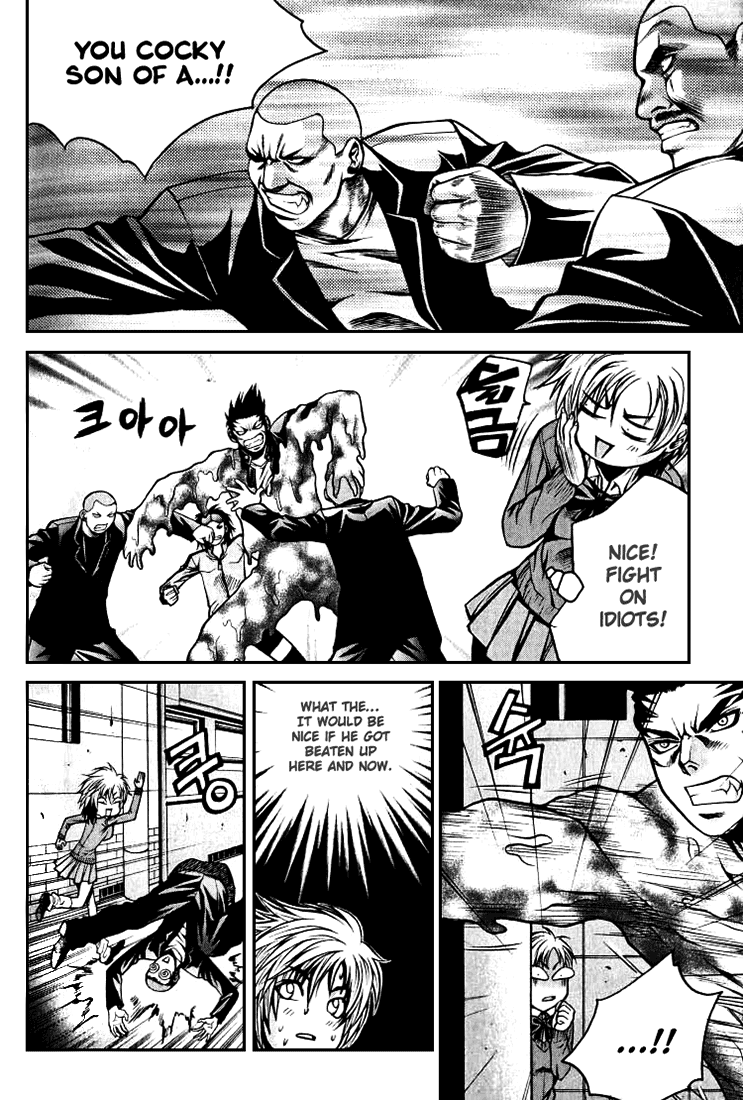 YOU COCKY
SON OF A...!!
크아아
슬금
NICE!
FIGHT
ON
IDIOTS!
WHAT THE...
IT WOULD BE
NICE IF HE GOT
BEATEN UP
HERE AND NOW.
슉
...!!